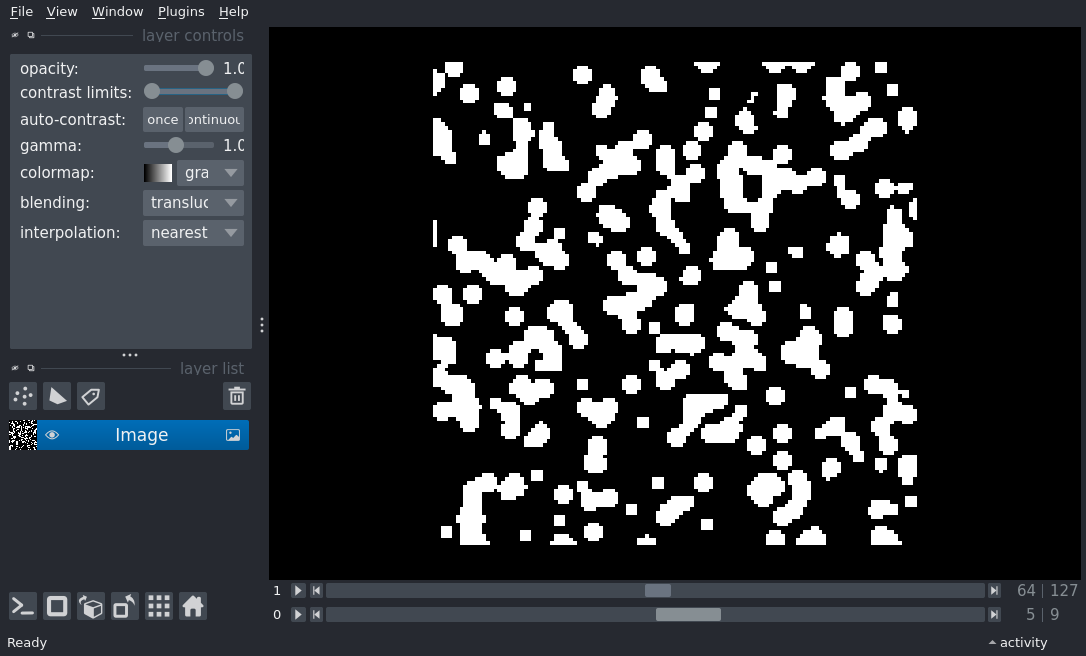 File View Window Plugins Help
layer controls
opacity: 1.0
contrast limits:
auto-contrast: once ontinuou
gamma: 1.0
colormap: gra
blending: transluc
interpolation: nearest
layer list
Image
1 64 127
0 5 9
Ready activity